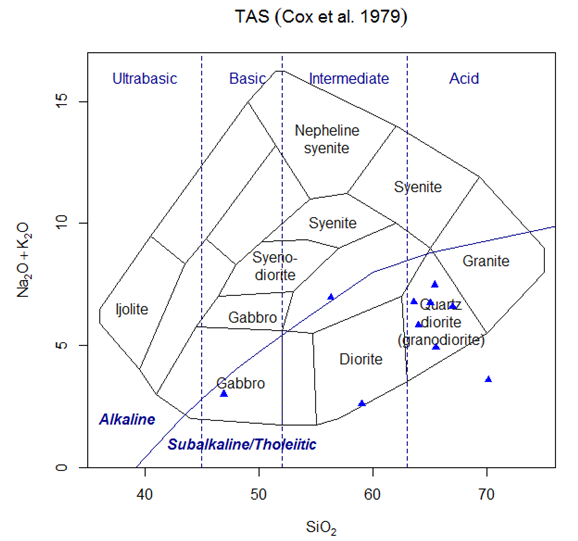 TAS (Cox et al. 1979)
Ultrabasic
Basic
Intermediate
Acid
Nepheline
syenite
Syenite
Syenite
Granite
Syeno-
diorite
Ijolite
Gabbro
Quartz
diorite
(granodiorite)
Diorite
Gabbro
Alkaline
Subalkaline/Tholeiitic
Na2O + K2O
0
5
10
15
40
50
60
70
SiO2